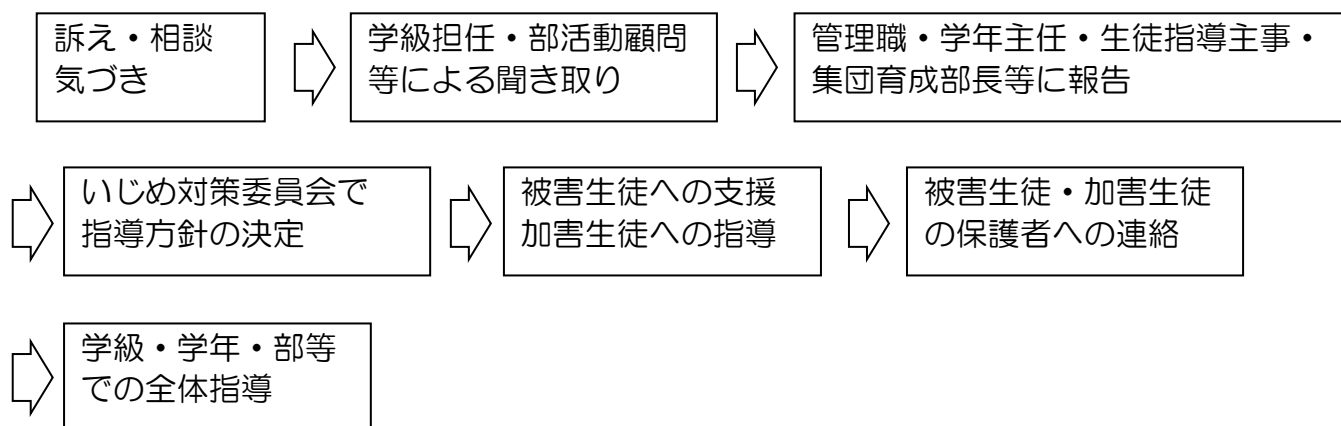 訴え・相談
気づき
学級担任・部活動顧問
等による聞き取り
管理職・学年主任・生徒指導主事・
集団育成部長等に報告
いじめ対策委員会で
指導方針の決定
被害生徒への支援
加害生徒への指導
被害生徒・加害生徒
の保護者への連絡
学級・学年・部等
での全体指導